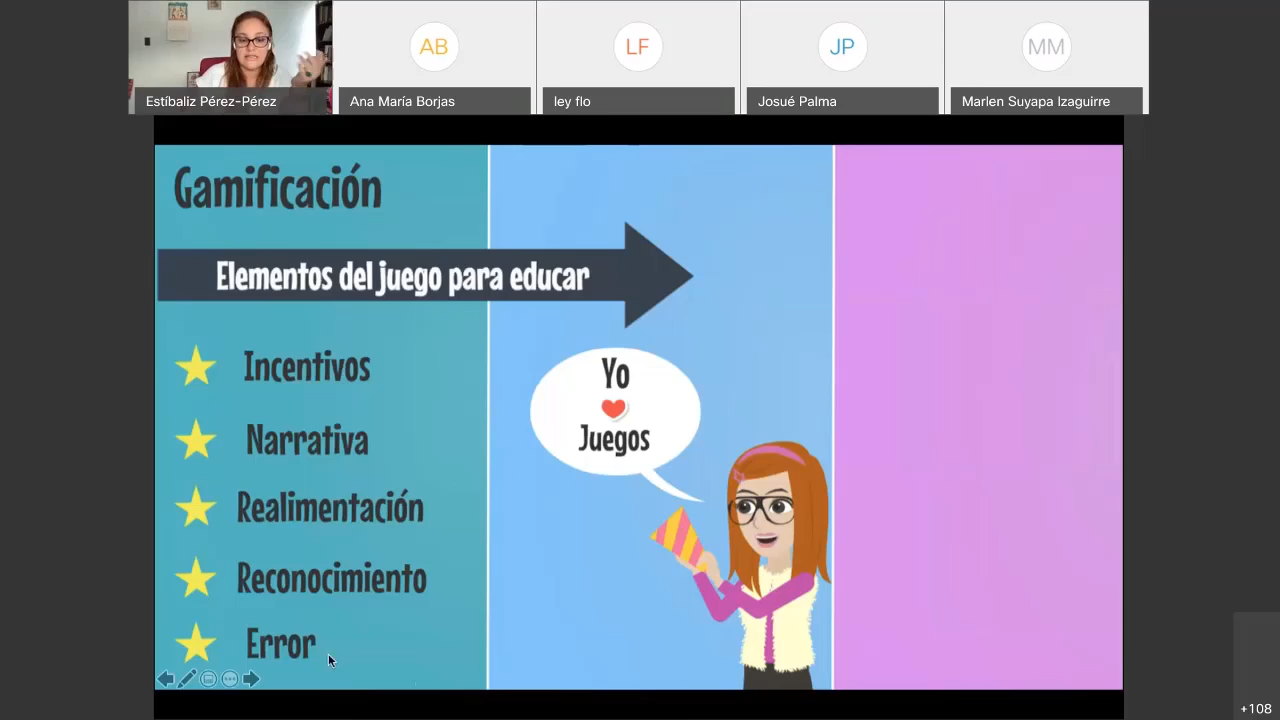 AB
LF
JP
MM
Estíbaliz Pérez-Pérez
Ana María Borjas
ley flo
Josué Palma
Marlen Suyapa Izaguirre
Gamificación
Elementos del juego para educar
Incentivos
Narrativa
Realimentación
Reconocimiento
Error
Yo
Juegos
+108